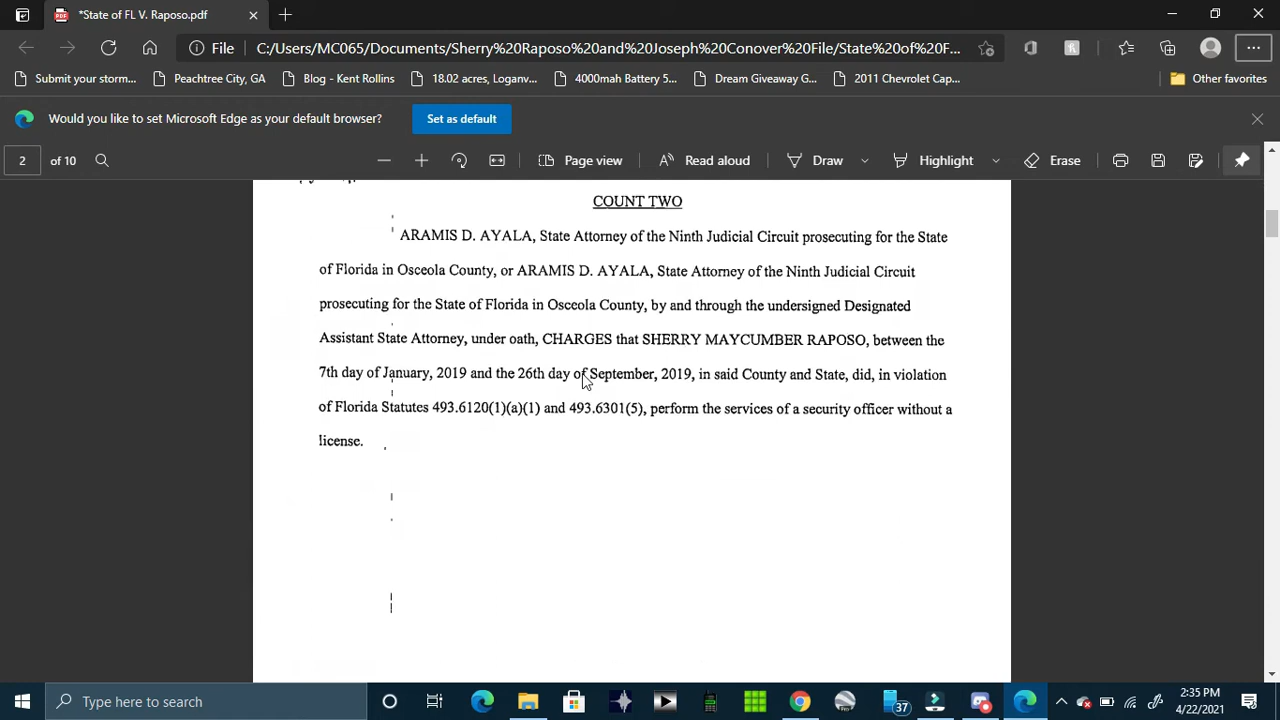 *State of FL V. Raposo.pdf
File C:/Users/MC065/Documents/Sherry%20Raposo%20and%20Joseph%20Conover%20File/State%20of%20F...
Submit your storm... Peachtree City, GA Blog - Kent Rollins 18.02 acres, Loganv... 4000mah Battery 5... Dream Giveaway G... 2011 Chevrolet Cap... Other favorites
Would you like to set Microsoft Edge as your default browser? Set as default
2 of 10 Page view Read aloud Draw Highlight Erase
COUNT TWO
ARAMIS D. AYALA, State Attorney of the Ninth Judicial Circuit prosecuting for the State
of Florida in Osceola County, or ARAMIS D. AYALA, State Attorney of the Ninth Judicial Circuit
prosecuting for the State of Florida in Osceola County, by and through the undersigned Designated
Assistant State Attorney, under oath, CHARGES that SHERRY MAYCUMBER RAPOSO, between the
7th day of January, 2019 and the 26th day of September, 2019, in said County and State, did, in violation
of Florida Statutes 493.6120(1)(a)(1) and 493.6301(5), perform the services of a security officer without a
license.
Type here to search 37 2:35 PM
4/22/2021